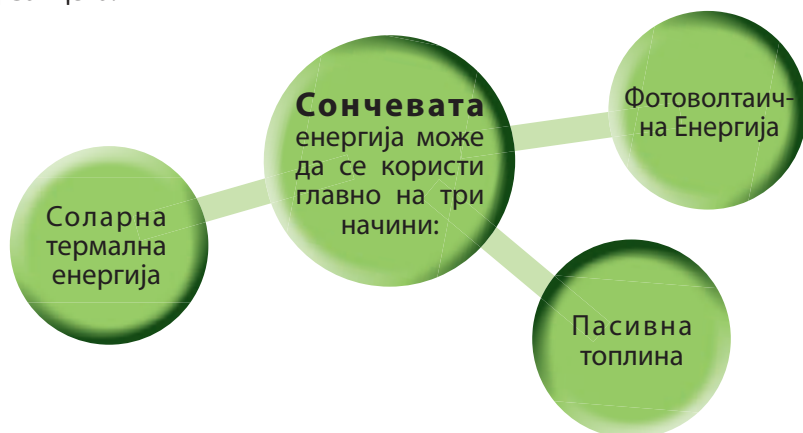 Сончевата
енергија може
да се користи
главно на три
начини:
Фотоволтаич-
на Енергија
Соларна
термална
енергија
Пасивна
топлина